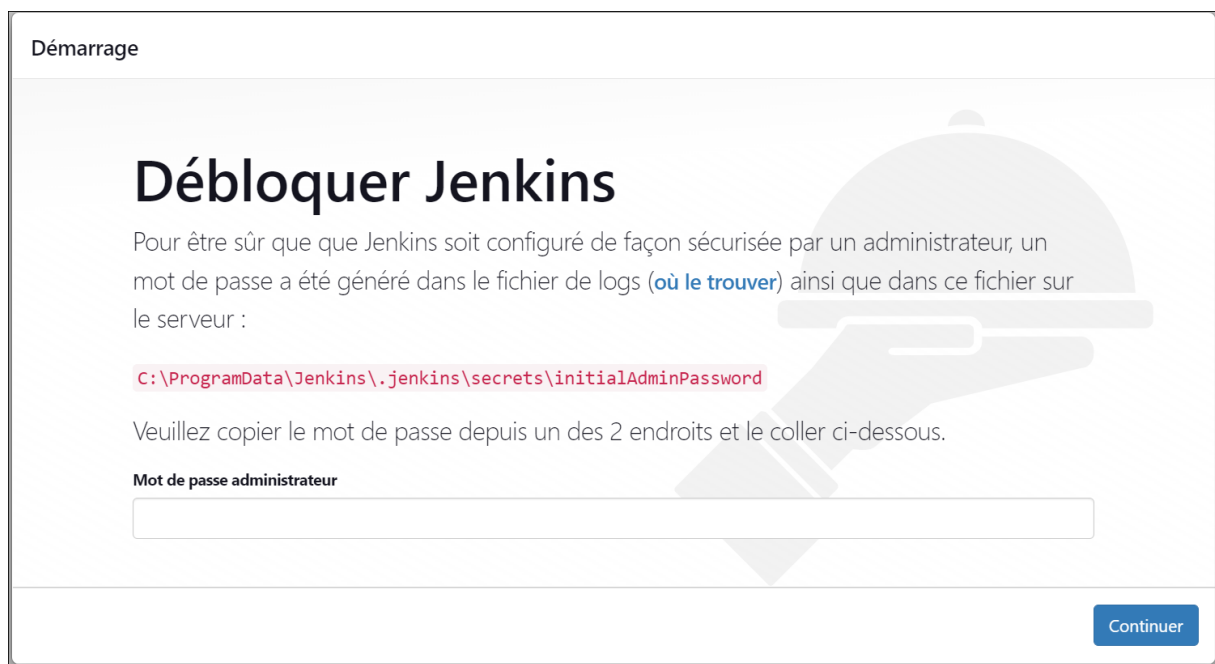 Démarrage
Débloquer Jenkins
Pour être sûr que que Jenkins soit configuré de façon sécurisée par un administrateur, un
mot de passe a été généré dans le fichier de logs (où le trouver) ainsi que dans ce fichier sur
le serveur :
C:\ProgramData\Jenkins\.jenkins\secrets\initialAdminPassword
Veuillez copier le mot de passe depuis un des 2 endroits et le coller ci-dessous.
Mot de passe administrateur
Continuer